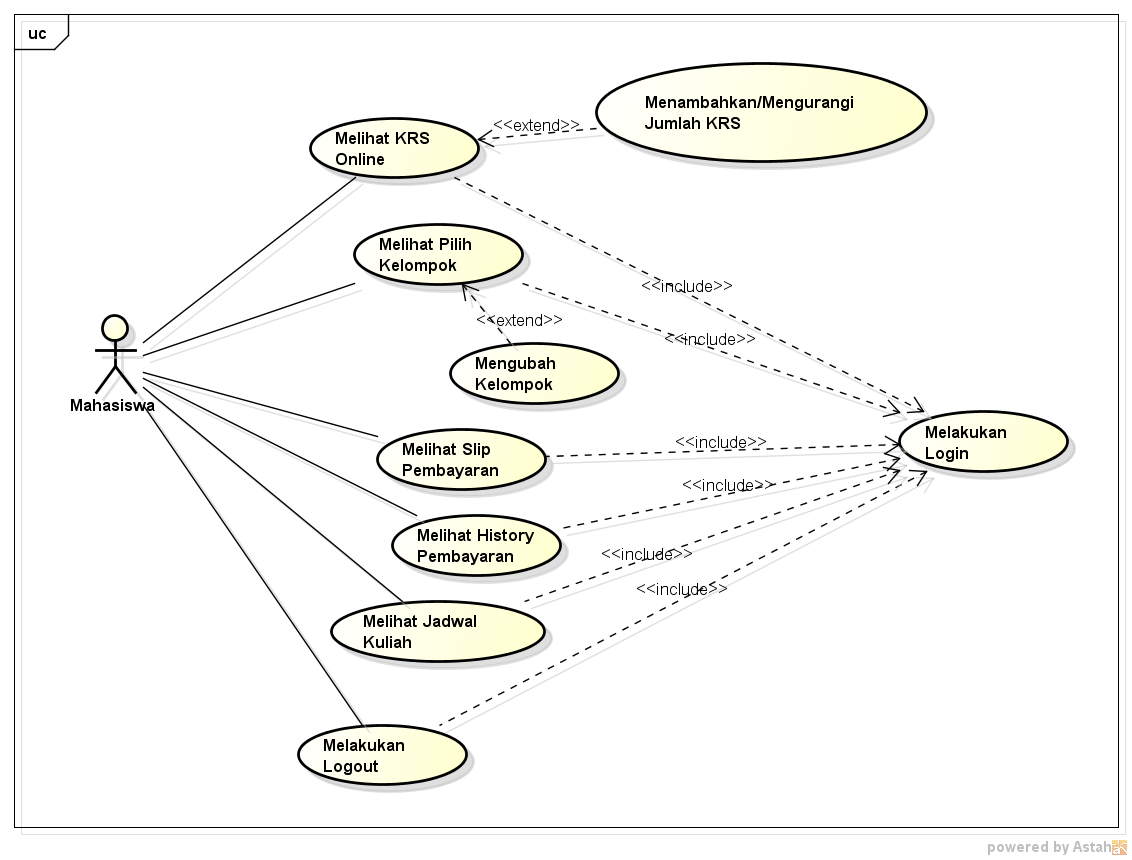 uc
Menambahkan/Mengurangi
Jumlah KRS
<<extend>>
Melihat KRS
Online
Melihat Pilih
Kelompok
<<include>>
<<extend>>
<<include>>
Mengubah
Kelompok
Mahasiswa
Melakukan
Login
Melihat Slip
Pembayaran
<<include>>
<<include>>
Melihat History
Pembayaran
<<include>>
<<include>>
Melihat Jadwal
Kuliah
Melakukan
Logout
powered by Astah